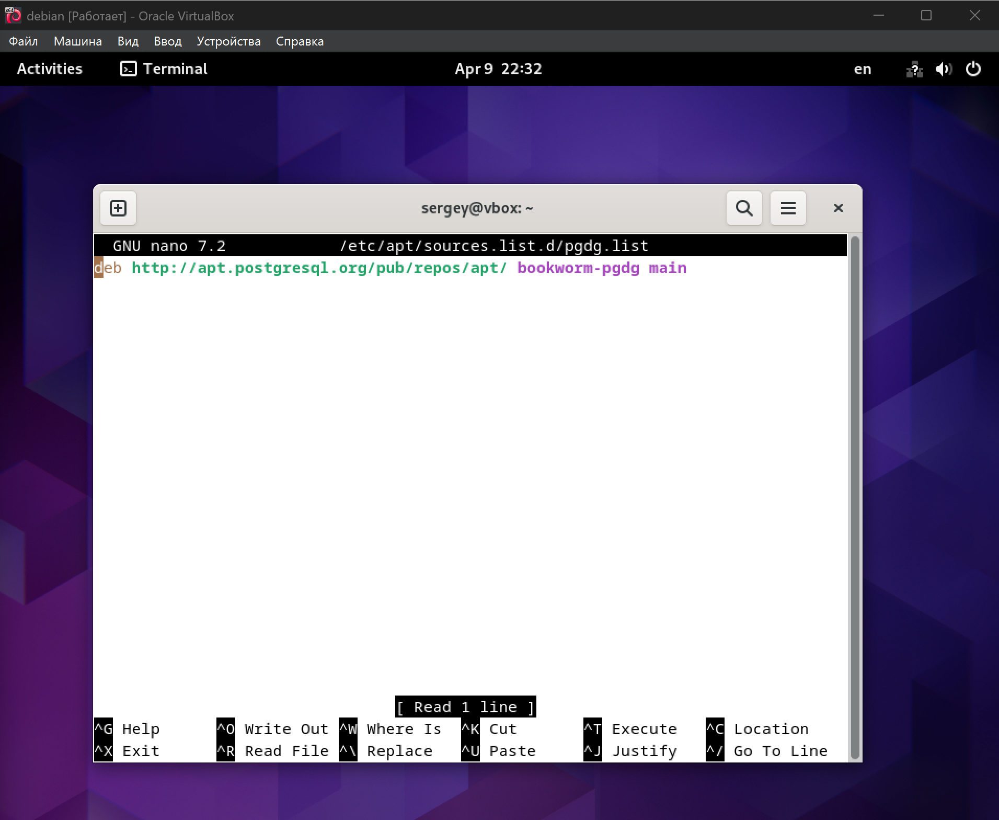 x64
debian [Работает] - Oracle VirtualBox
Файл Машина Вид Ввод Устройства Справка
Activities Terminal Apr 9 22:32 en
sergey@vbox: ~
GNU nano 7.2 /etc/apt/sources.list.d/pgdg.list
deb http://apt.postgresql.org/pub/repos/apt/ bookworm-pgdg main
[ Read 1 line ]
^G Help ^O Write Out ^W Where Is ^K Cut ^T Execute ^C Location
^X Exit ^R Read File ^\ Replace ^U Paste ^J Justify ^/ Go To Line